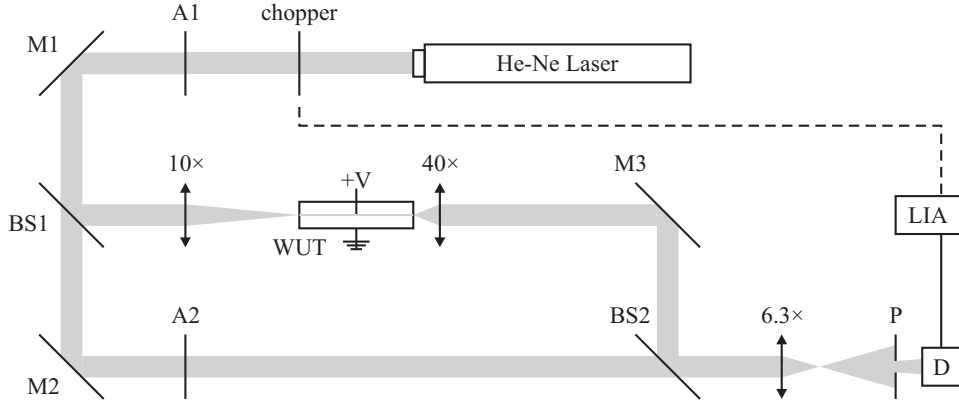 A1
chopper
M1
He-Ne Laser
10×
40×
M3
+V
BS1
WUT
LIA
A2
BS2
6.3×
P
D
M2